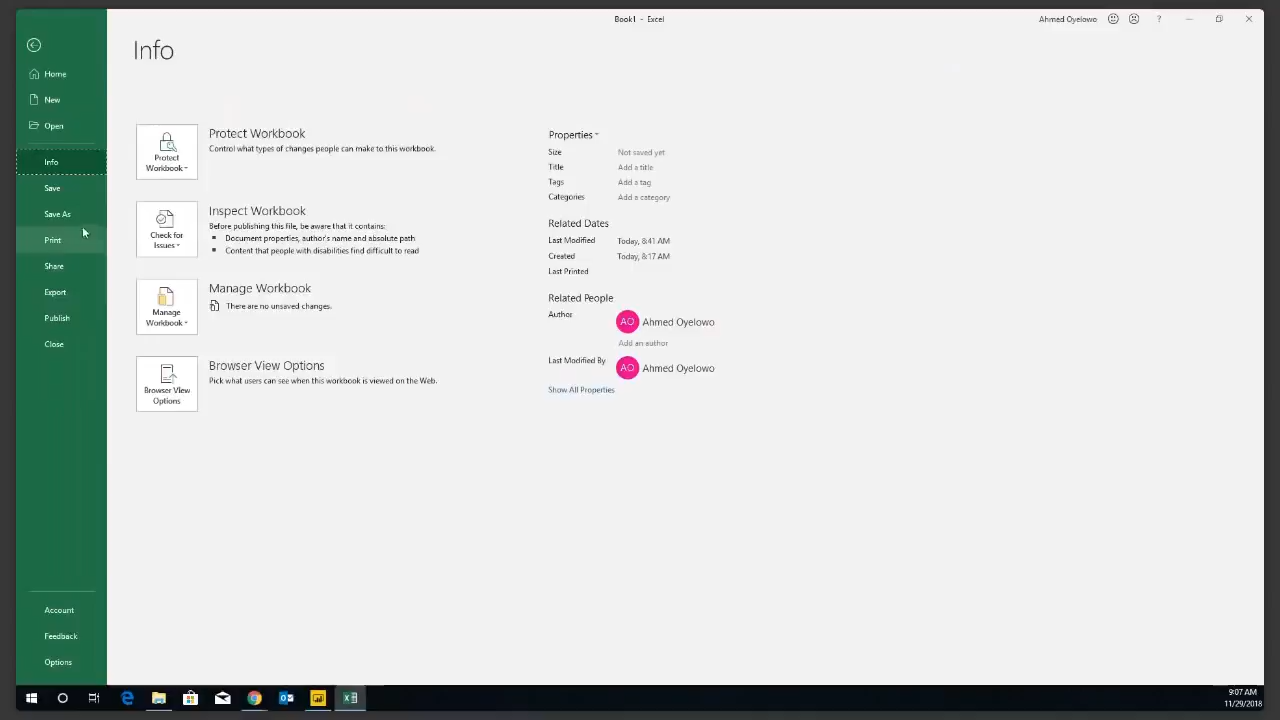 Book1 - Excel
Ahmed Oyelowo
?
Info
Home
New
Open
Info
Save
Save As
Print
Share
Export
Publish
Close
Account
Feedback
Options
Protect Workbook
Protect Workbook
Control what types of changes people can make to this workbook.
Check for Issues
Inspect Workbook
Before publishing this file, be aware that it contains:
Document properties, author's name and absolute path
Content that people with disabilities find difficult to read
Manage Workbook
Manage Workbook
There are no unsaved changes.
Browser View Options
Browser View Options
Pick what users can see when this workbook is viewed on the Web.
Properties
Size Not saved yet
Title Add a title
Tags Add a tag
Categories Add a category
Related Dates
Last Modified Today, 8:41 AM
Created Today, 8:17 AM
Last Printed
Related People
Author AO Ahmed Oyelowo
Add an author
Last Modified By AO Ahmed Oyelowo
Show All Properties
9:07 AM
11/29/2018